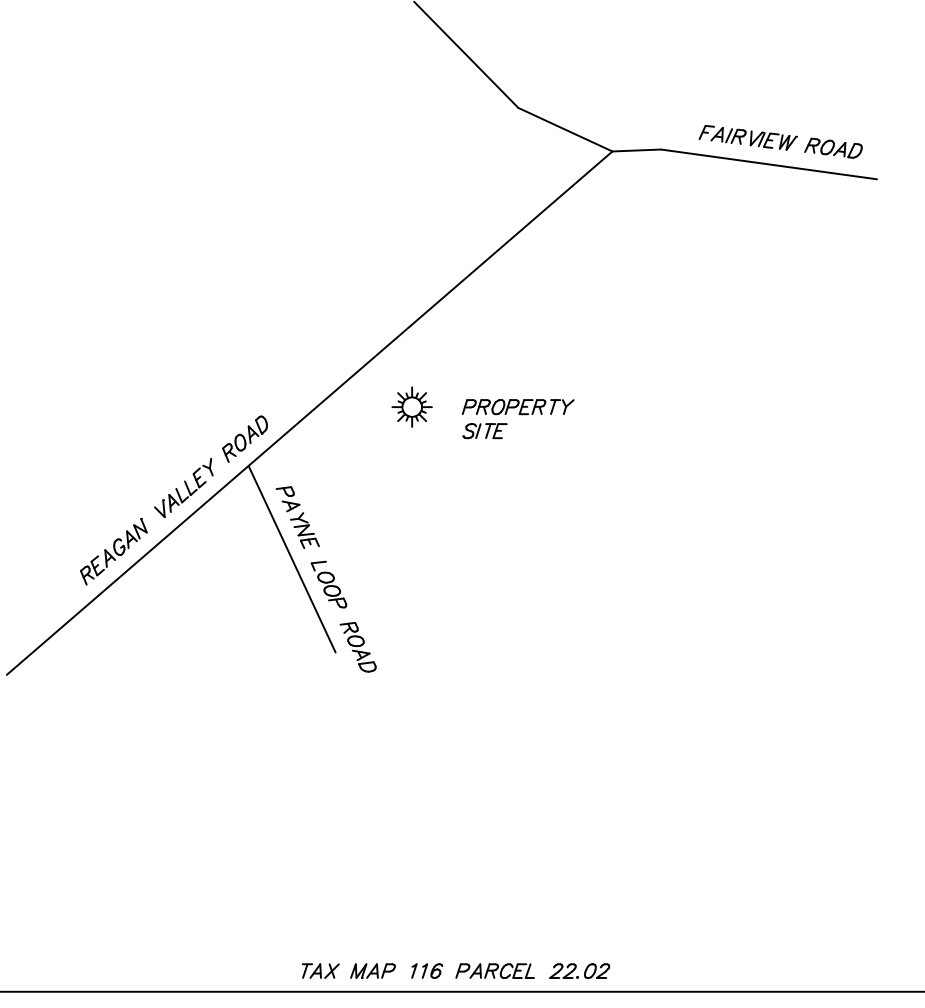 FAIRVIEW ROAD
PROPERTY
SITE
REAGAN VALLEY ROAD
PAYNE LOOP ROAD
TAX MAP 116 PARCEL 22.02